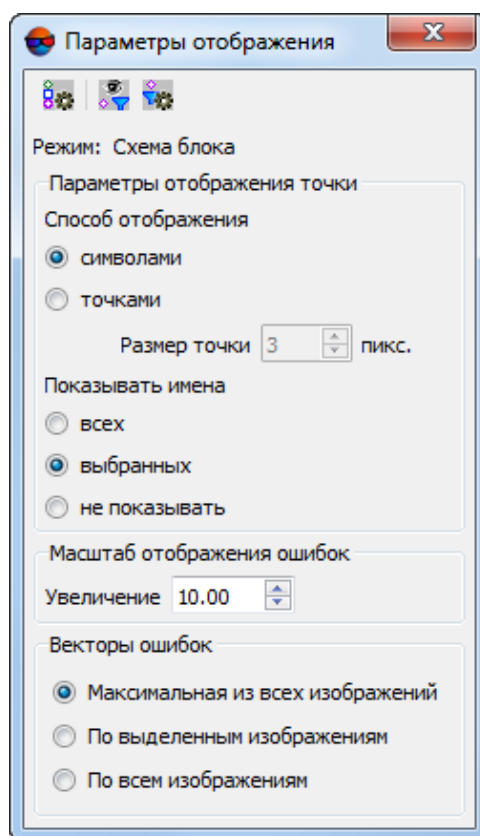 Параметры отображения
Режим: Схема блока
Параметры отображения точки
Способ отображения
символами
точками
Размер точки 3 пикс.
Показывать имена
всех
выбранных
не показывать
Масштаб отображения ошибок
Увеличение 10.00
Векторы ошибок
Максимальная из всех изображений
По выделенным изображениям
По всем изображениям